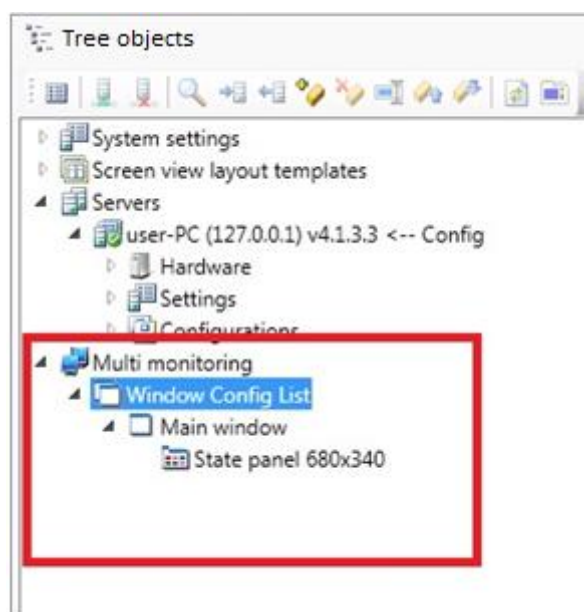 Tree objects
System settings
Screen view layout templates
Servers
user-PC (127.0.0.1) v4.1.3.3 <-- Config
Hardware
Settings
Configurations
Multi monitoring
Window Config List
Main window
State panel 680x340